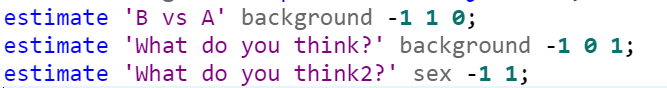 estimate 'B vs A' background -1 1 0;
estimate 'What do you think?' background -1 0 1;
estimate 'What do you think2?' sex -1 1;